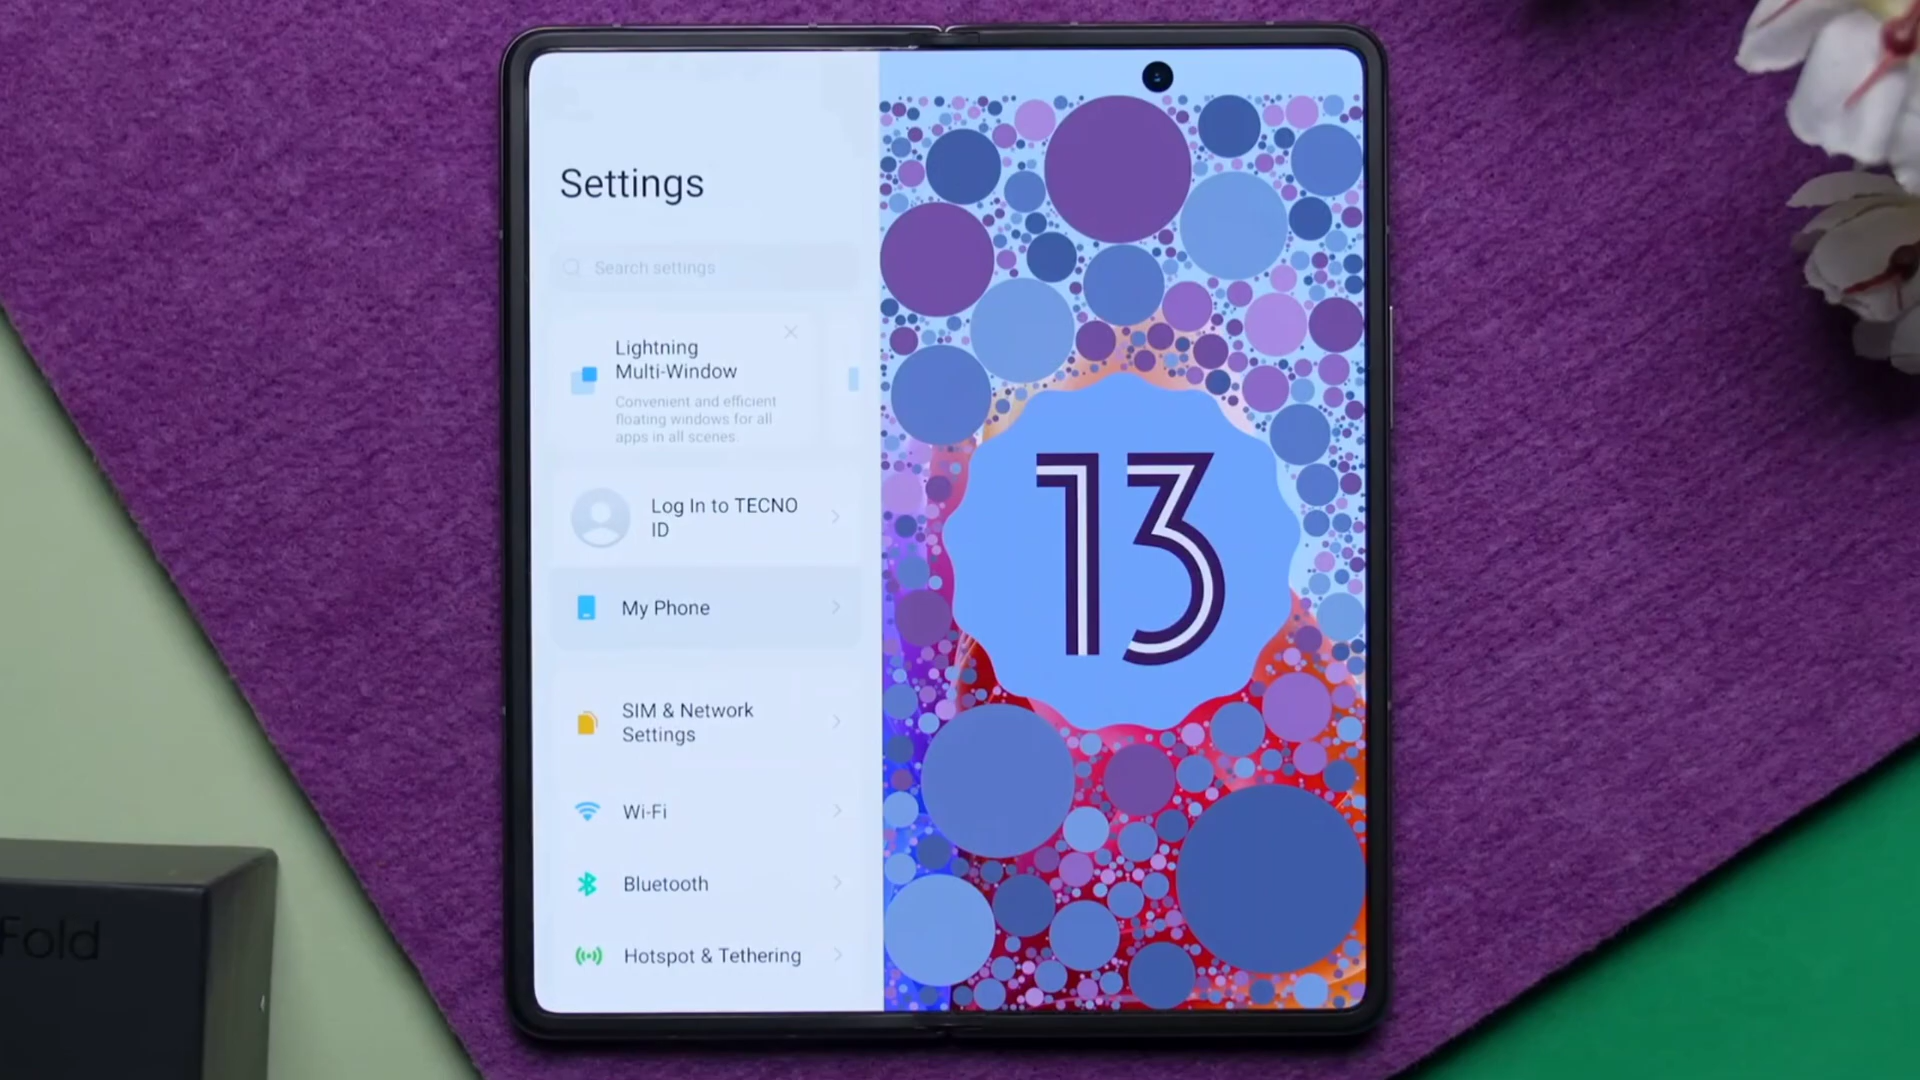 Settings
Search settings
Lightning
Multi-Window
Convenient and efficient
floating windows for all
apps in all scenes.
Log In to TECNO
ID
My Phone
SIM & Network
Settings
Wi-Fi
Bluetooth
Hotspot & Tethering
13
Fold